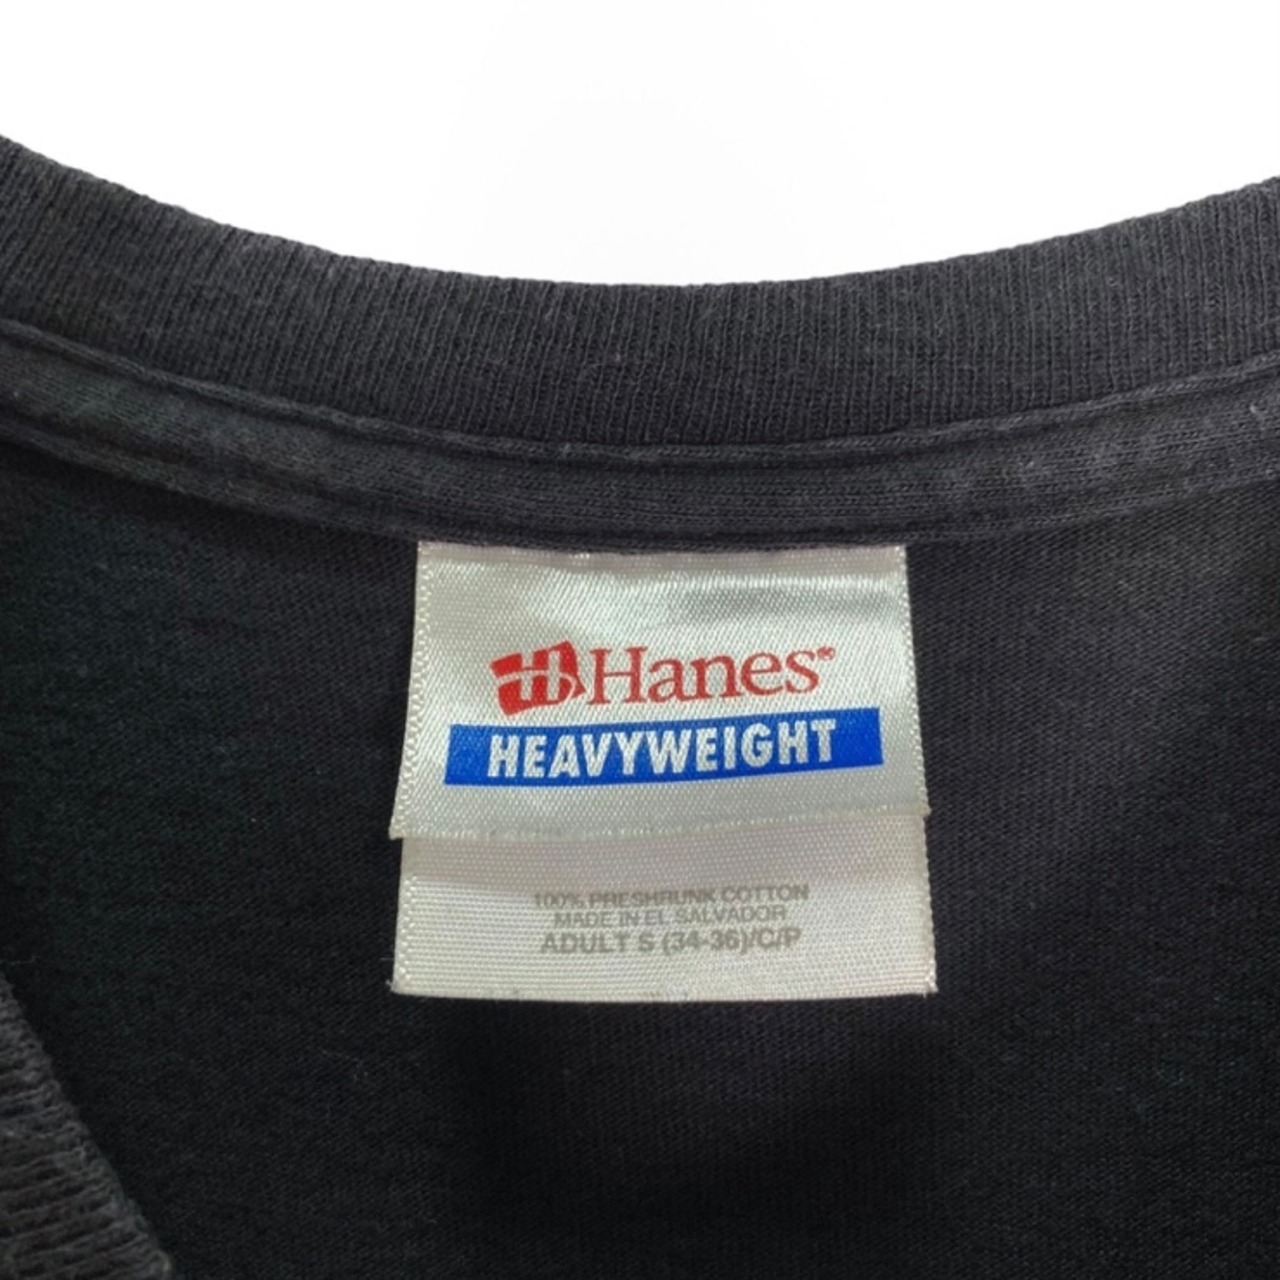 Hanes®
HEAVYWEIGHT
100% PRESHRUNK COTTON
MADE IN EL SALVADOR
ADULT S (34-36)/C/P